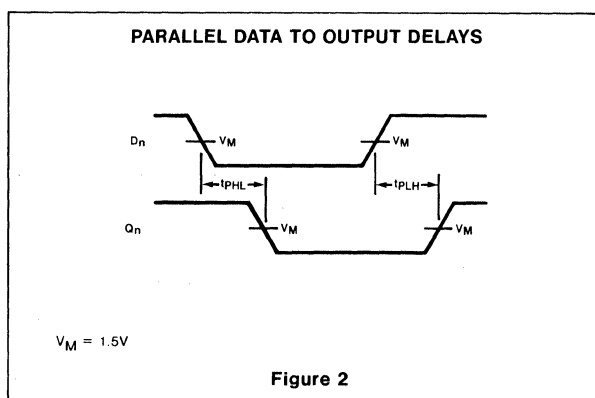 PARALLEL DATA TO OUTPUT DELAYS
Dn VM VM
tPHL tPLH
Qn VM VM
VM = 1.5V
Figure 2